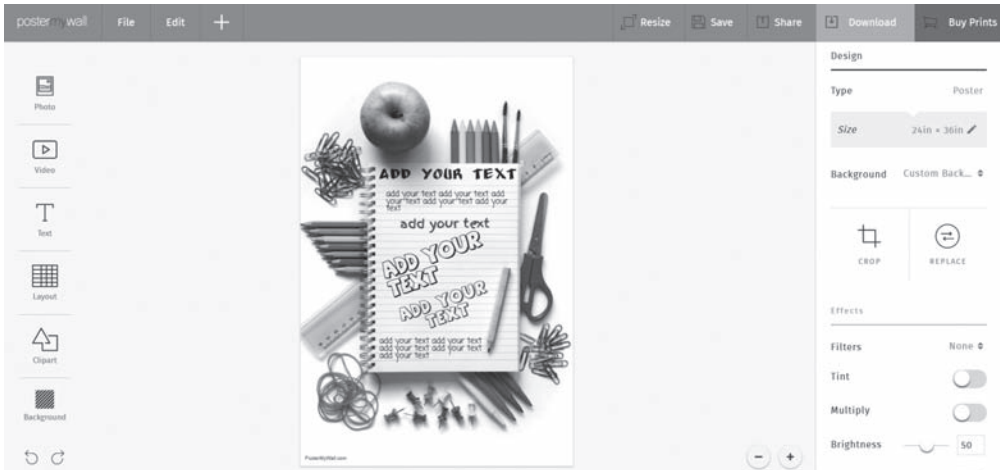 postermywall File Edit Resize Save Share Download Buy Prints
Photo
Video
Text
Layout
Clipart
Background
ADD YOUR TEXT
add your text add your text add
your text add your text add your
text
add your text
ADD YOUR
TEXT
ADD YOUR
TEXT
add your text add your text
add your text add your text
add your text
PosterMyWall.com
Design
Type Poster
Size 24in × 36in
Background Custom Back...
CROP REPLACE
Effects
Filters None
Tint
Multiply
Brightness 50